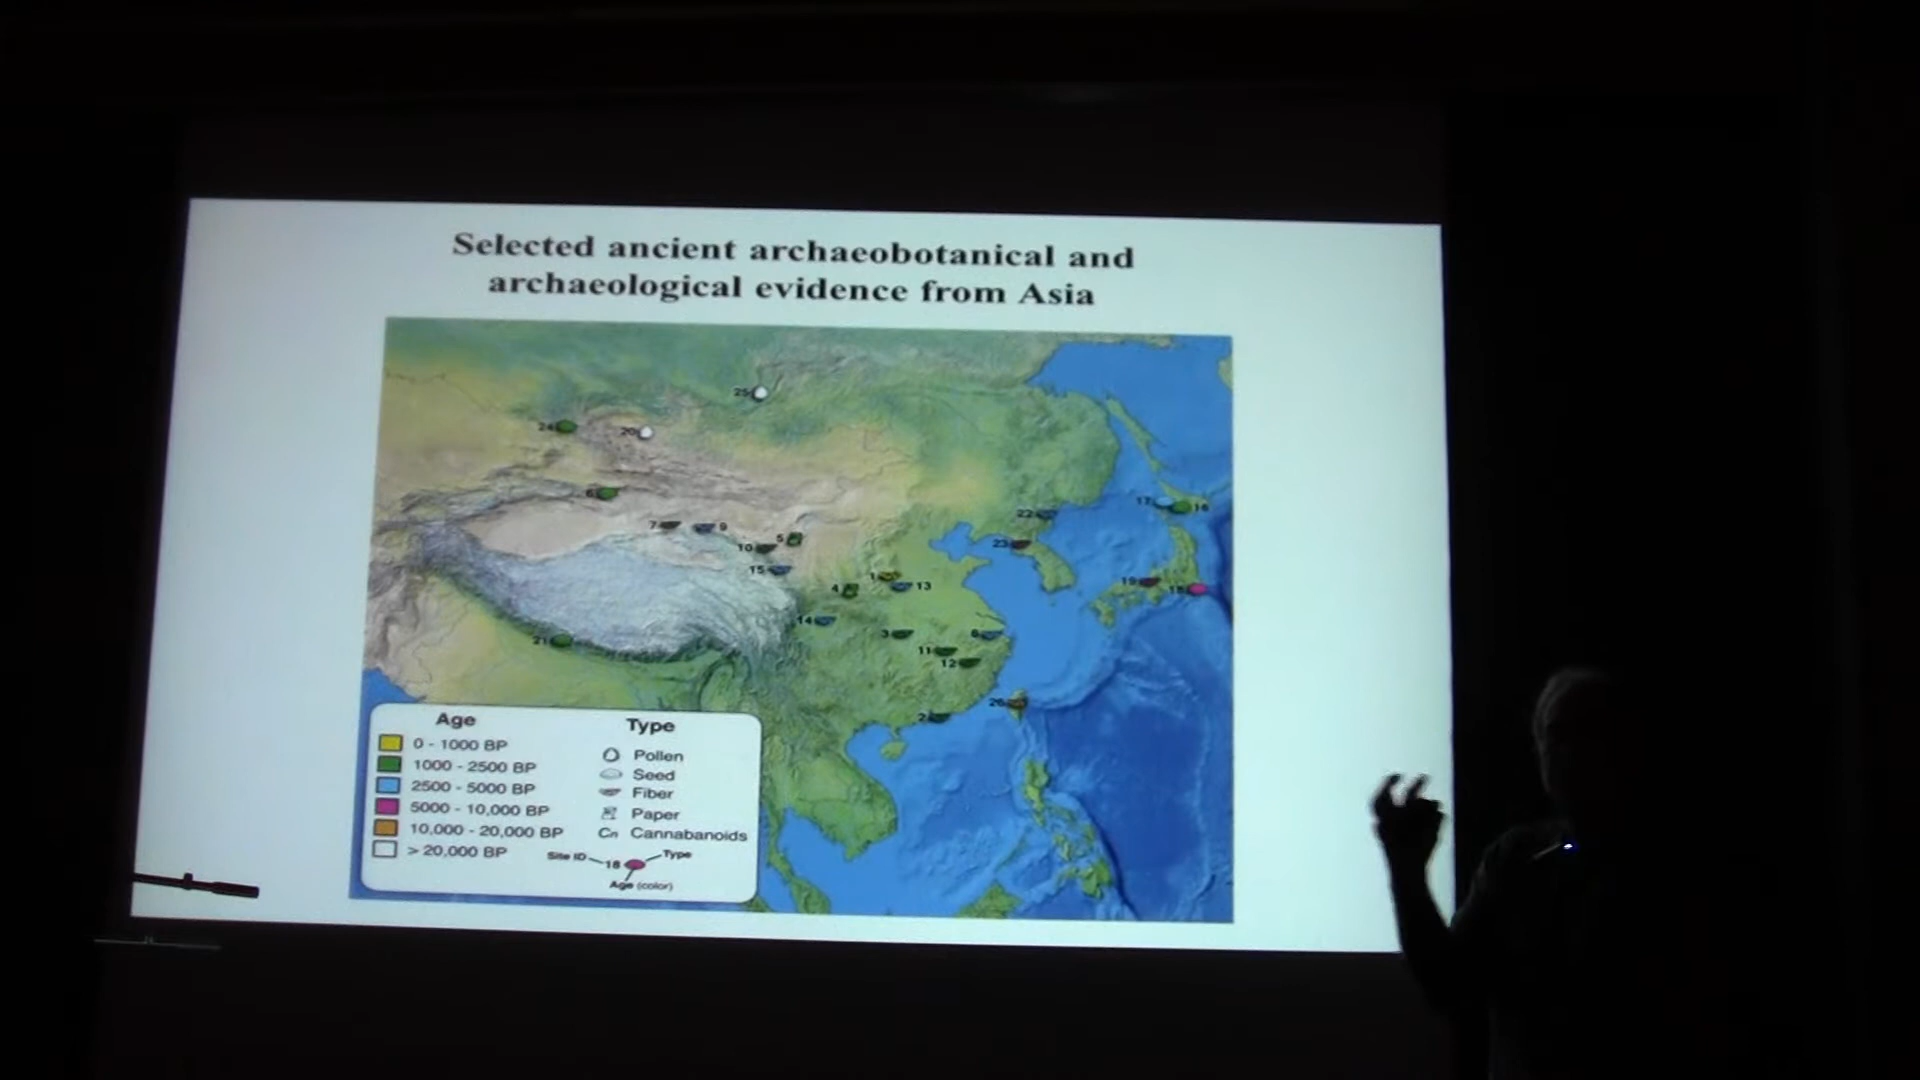 Selected ancient archaeobotanical and
archaeological evidence from Asia
25
24
20
6
7
9
10
5
15
4
1
13
14
3
8
11
12
21
2
26
22
23
17
16
19
18
Age
0 - 1000 BP
1000 - 2500 BP
2500 - 5000 BP
5000 - 10,000 BP
10,000 - 20,000 BP
> 20,000 BP
Type
Pollen
Seed
Fiber
Paper
Cn Cannabanoids
Site ID 18 Type
Age (color)